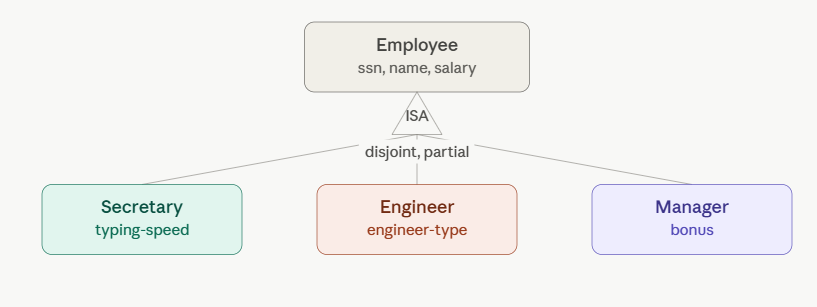 Employee
ssn, name, salary
ISA
disjoint, partial
Secretary
typing-speed
Engineer
engineer-type
Manager
bonus